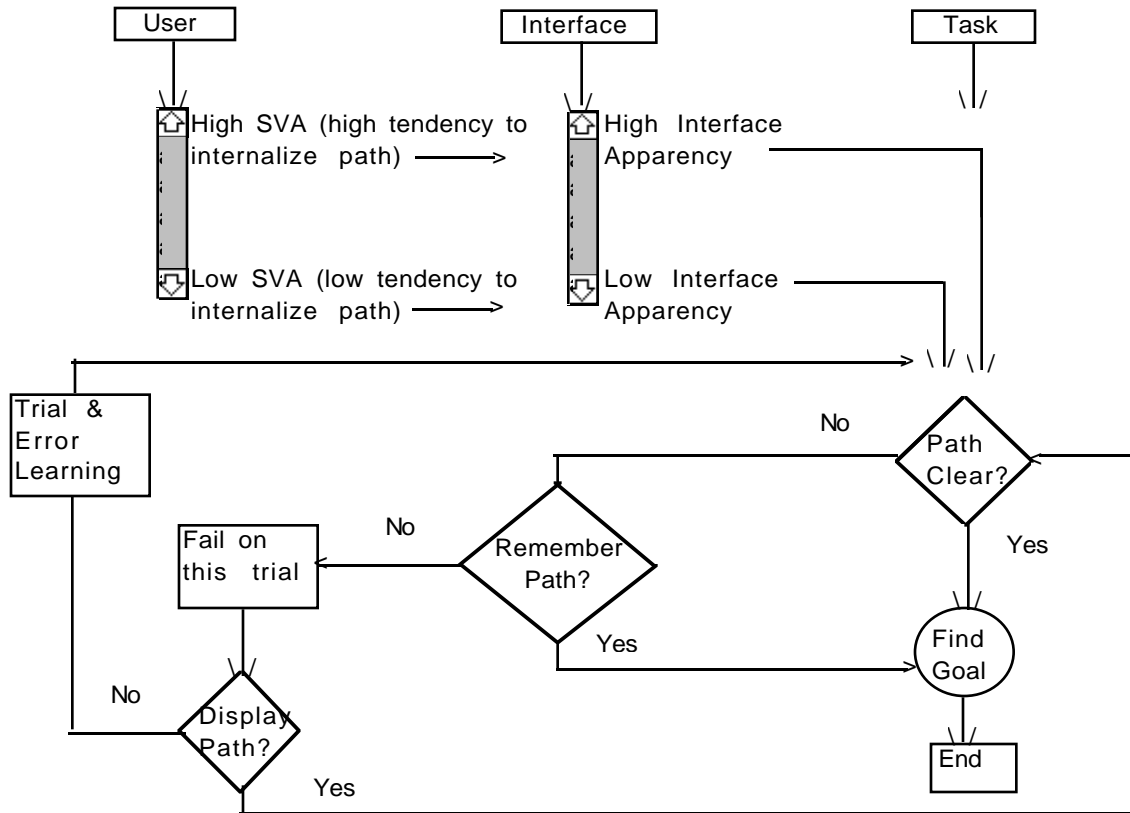 User
Interface
Task
High SVA (high tendency to
internalize path)
High Interface
Apparency
Low SVA (low tendency to
internalize path)
Low Interface
Apparency
Trial &
Error
Learning
No
Path
Clear?
Yes
No
Remember
Path?
Yes
Fail on
this trial
Find
Goal
No
Display
Path?
Yes
End